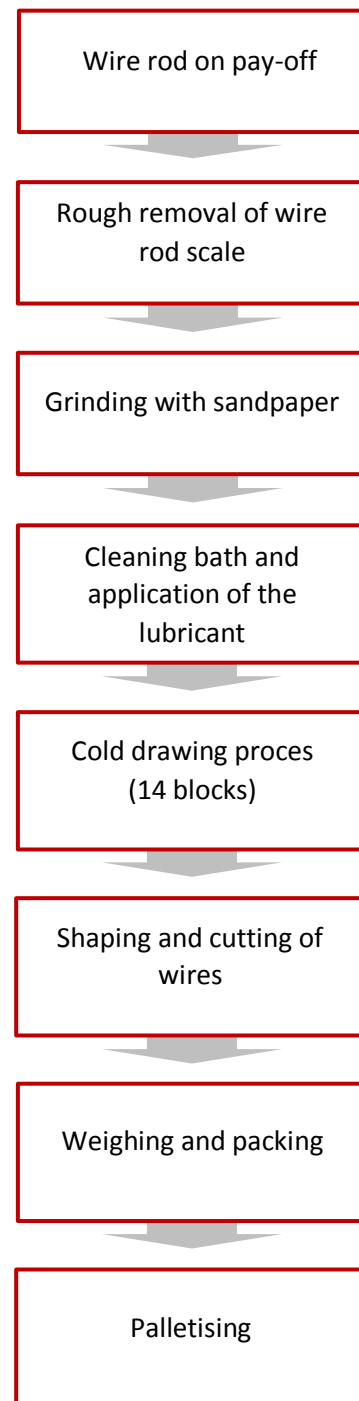 Wire rod on pay-off
Rough removal of wire
rod scale
Grinding with sandpaper
Cleaning bath and
application of the
lubricant
Cold drawing proces
(14 blocks)
Shaping and cutting of
wires
Weighing and packing
Palletising